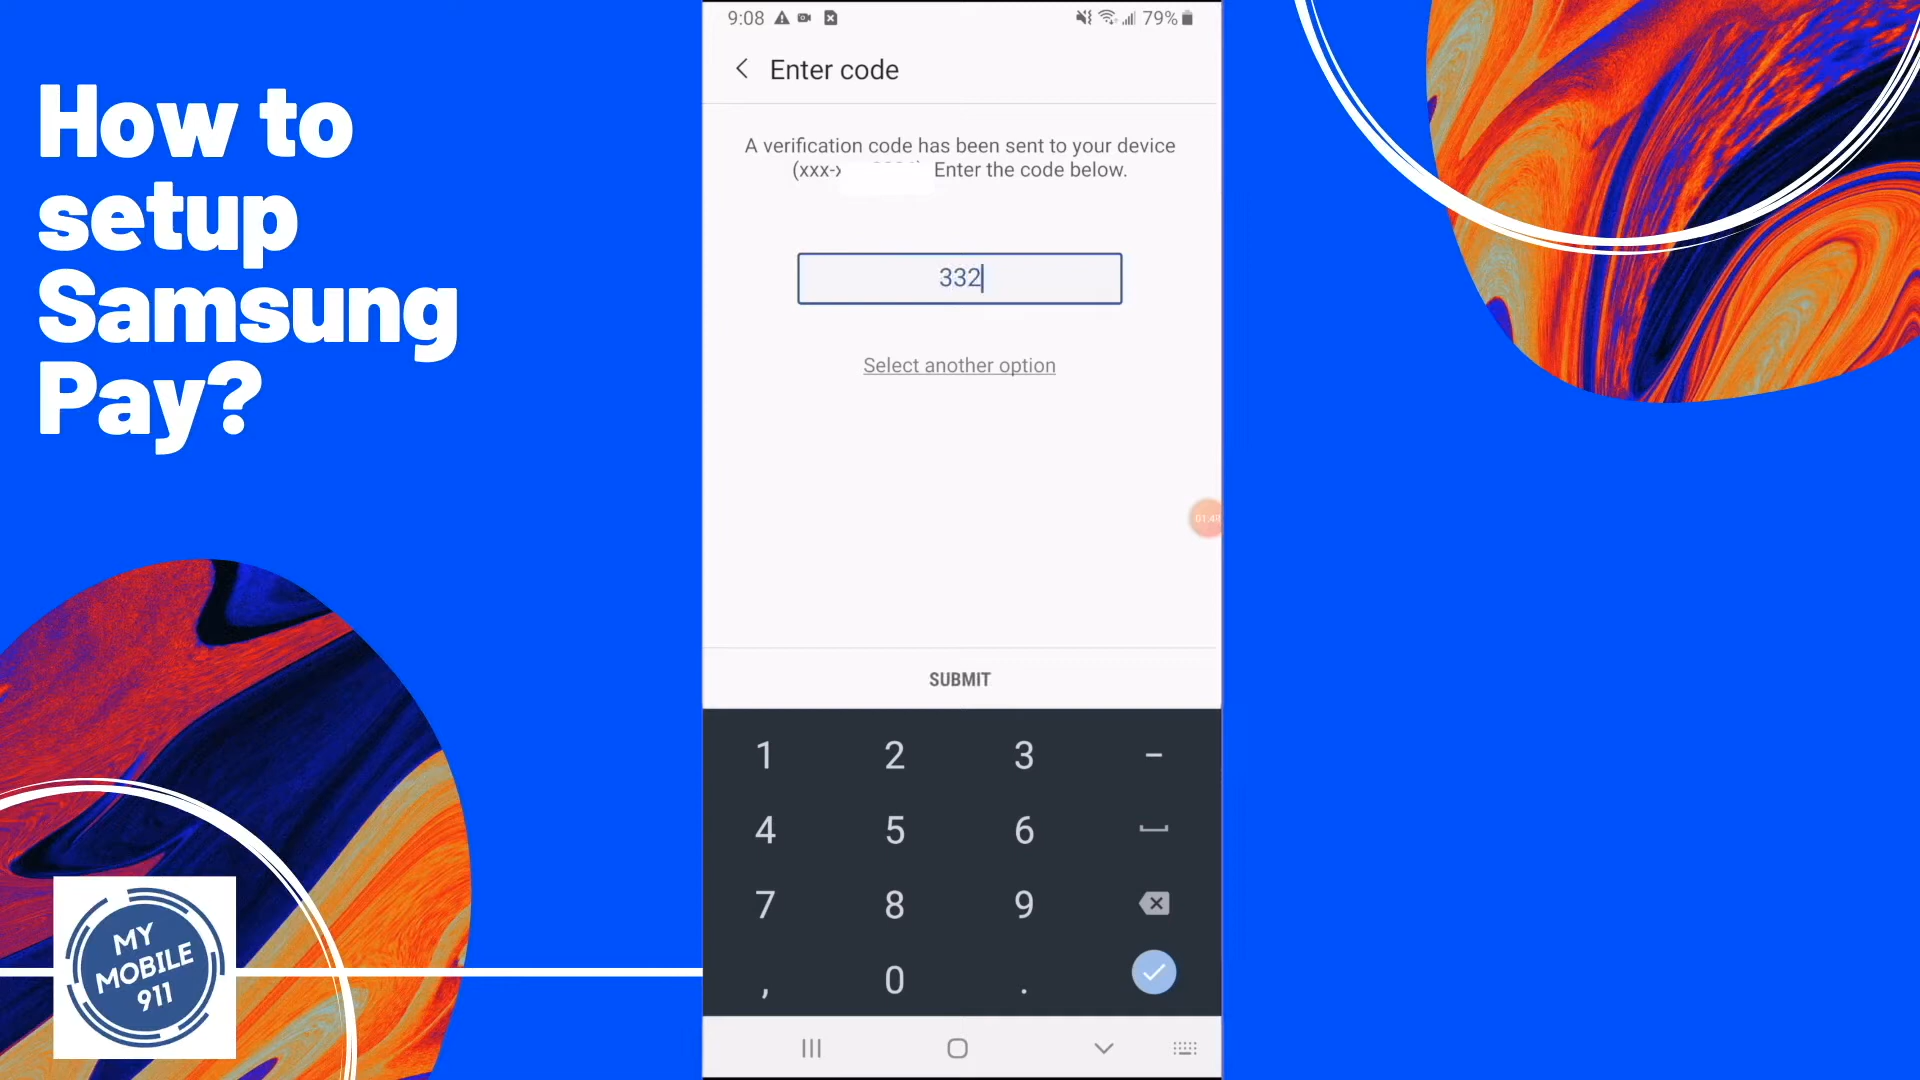 How to
setup
Samsung
Pay?
9:08
79%
Enter code
A verification code has been sent to your device
(xxx-x Enter the code below.
332
Select another option
01:47
SUBMIT
1 2 3 -
4 5 6
7 8 9
, 0 .
MY
MOBILE
911